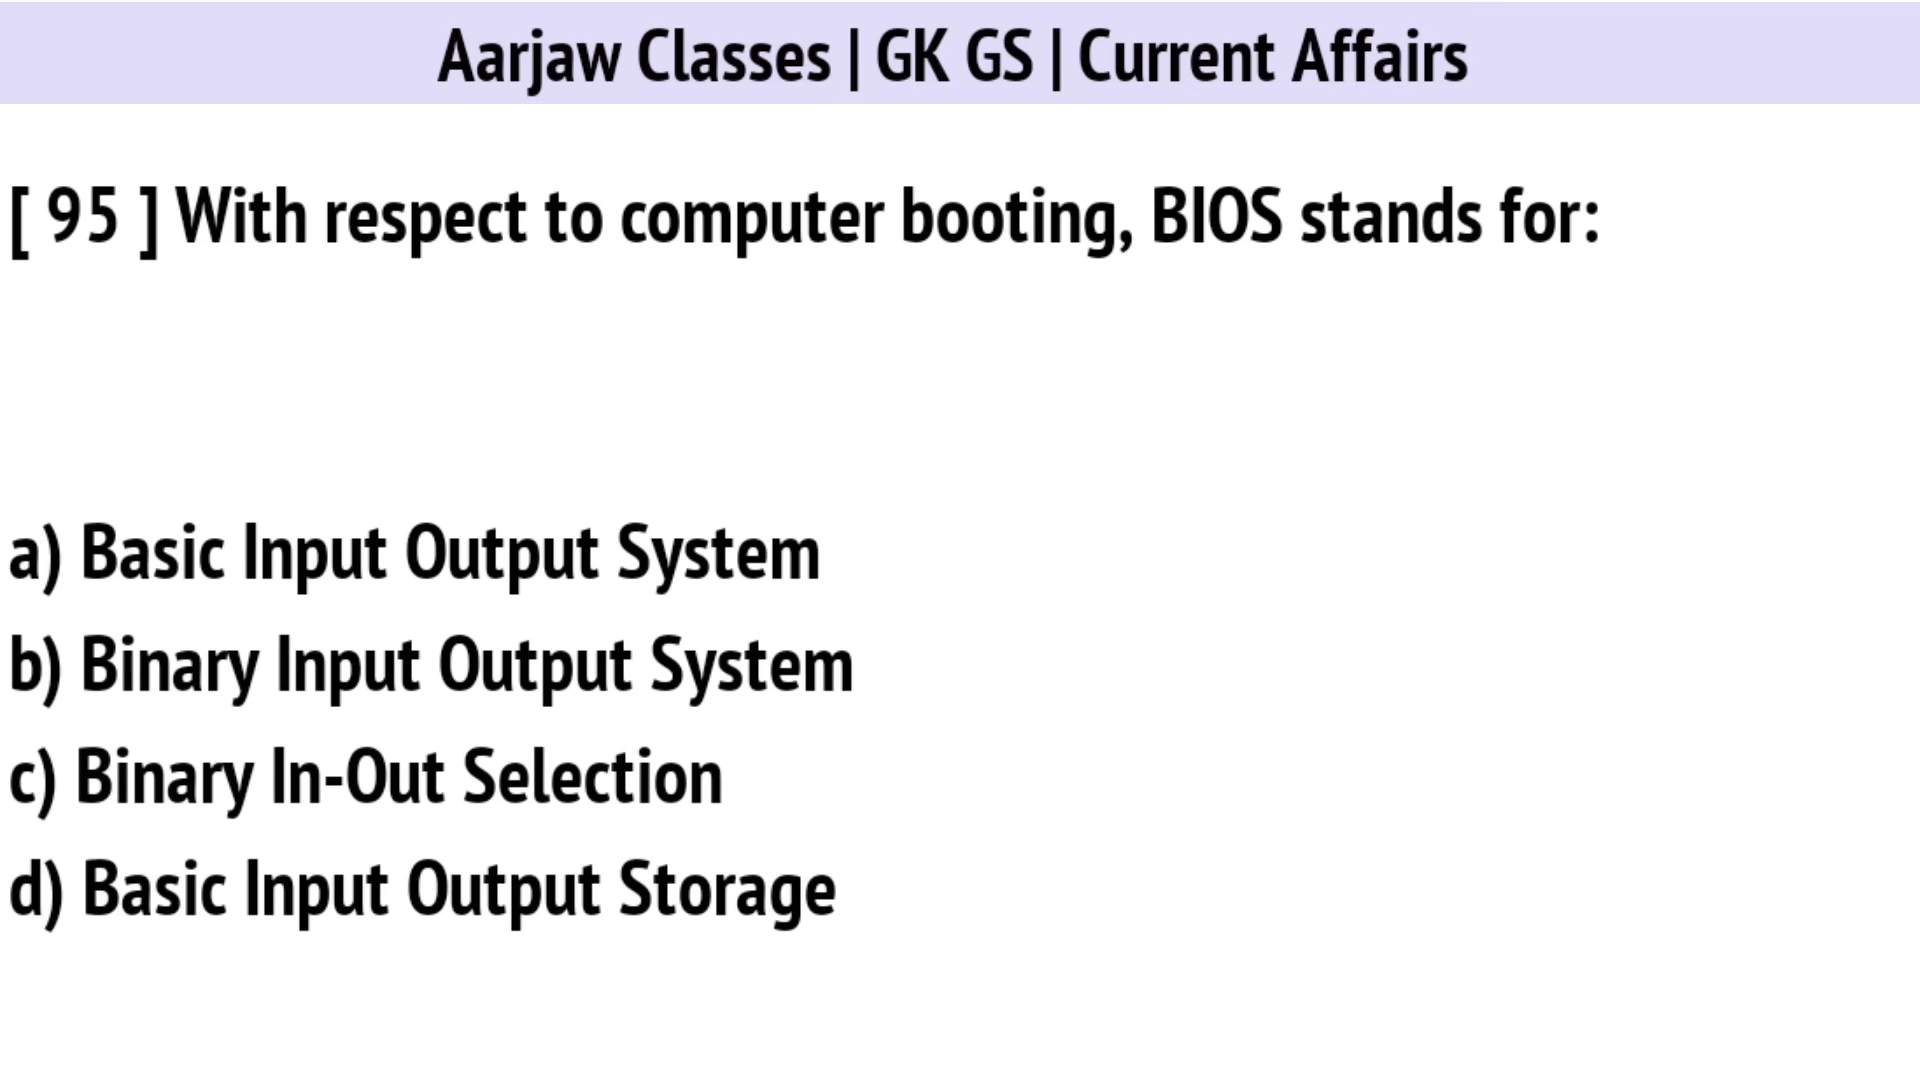 Aarjaw Classes | GK GS | Current Affairs
[ 95 ] With respect to computer booting, BIOS stands for:
a) Basic Input Output System
b) Binary Input Output System
c) Binary In-Out Selection
d) Basic Input Output Storage